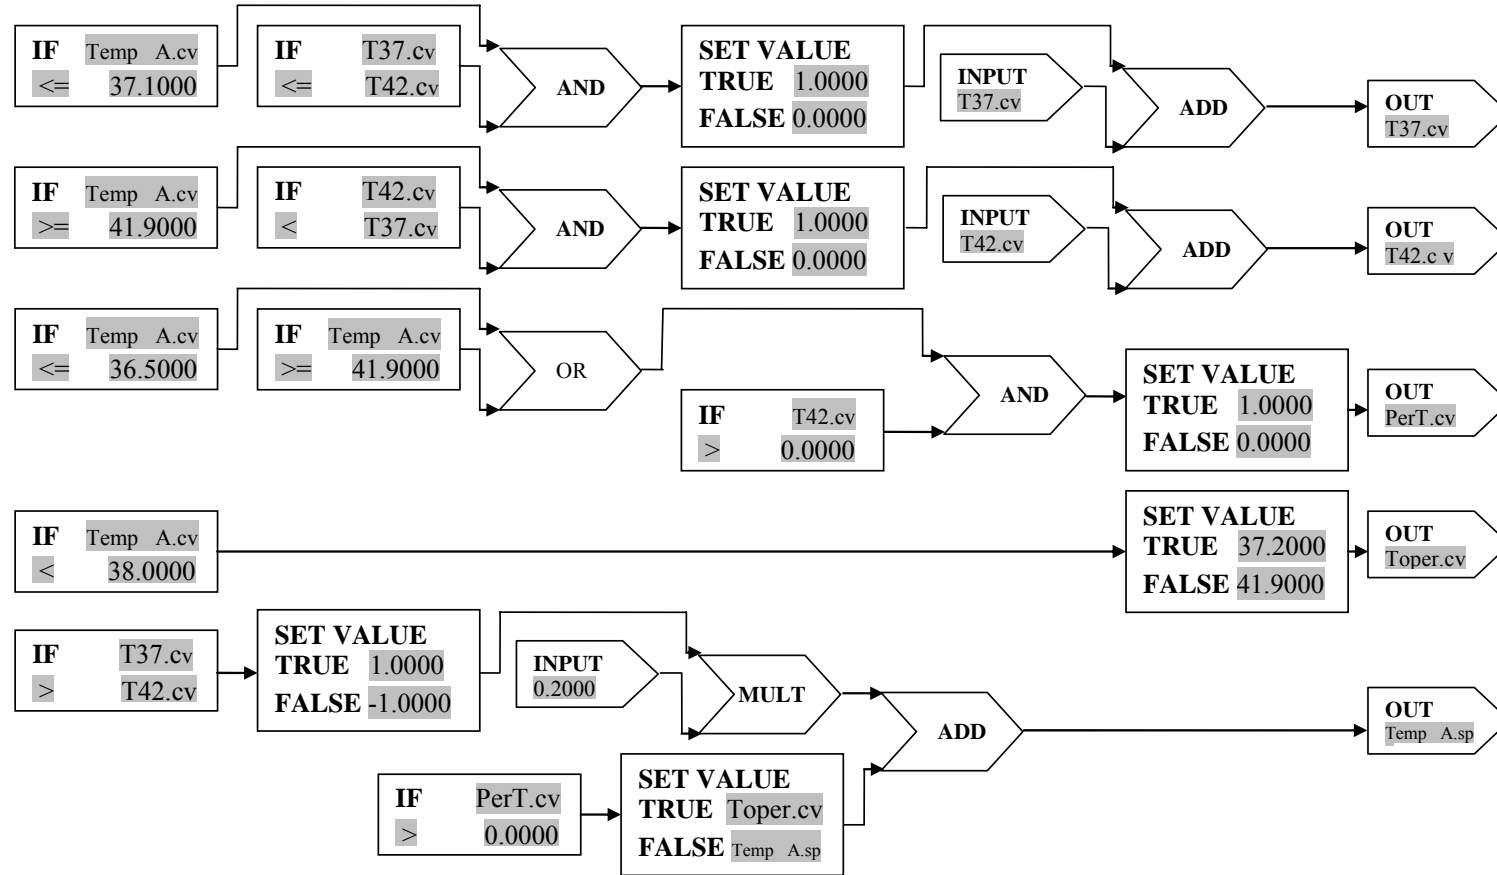 IF Temp A.cv
<= 37.1000
IF T37.cv
<= T42.cv
AND
SET VALUE
TRUE 1.0000
FALSE 0.0000
INPUT
T37.cv
ADD
OUT
T37.cv
IF Temp A.cv
>= 41.9000
IF T42.cv
< T37.cv
AND
SET VALUE
TRUE 1.0000
FALSE 0.0000
INPUT
T42.cv
ADD
OUT
T42.c v
IF Temp A.cv
<= 36.5000
IF Temp A.cv
>= 41.9000
OR
IF T42.cv
> 0.0000
AND
SET VALUE
TRUE 1.0000
FALSE 0.0000
OUT
PerT.cv
IF Temp A.cv
< 38.0000
SET VALUE
TRUE 37.2000
FALSE 41.9000
OUT
Toper.cv
IF T37.cv
> T42.cv
SET VALUE
TRUE 1.0000
FALSE -1.0000
INPUT
0.2000
MULT
ADD
OUT
Temp A.sp
IF PerT.cv
> 0.0000
SET VALUE
TRUE Toper.cv
FALSE Temp A.sp